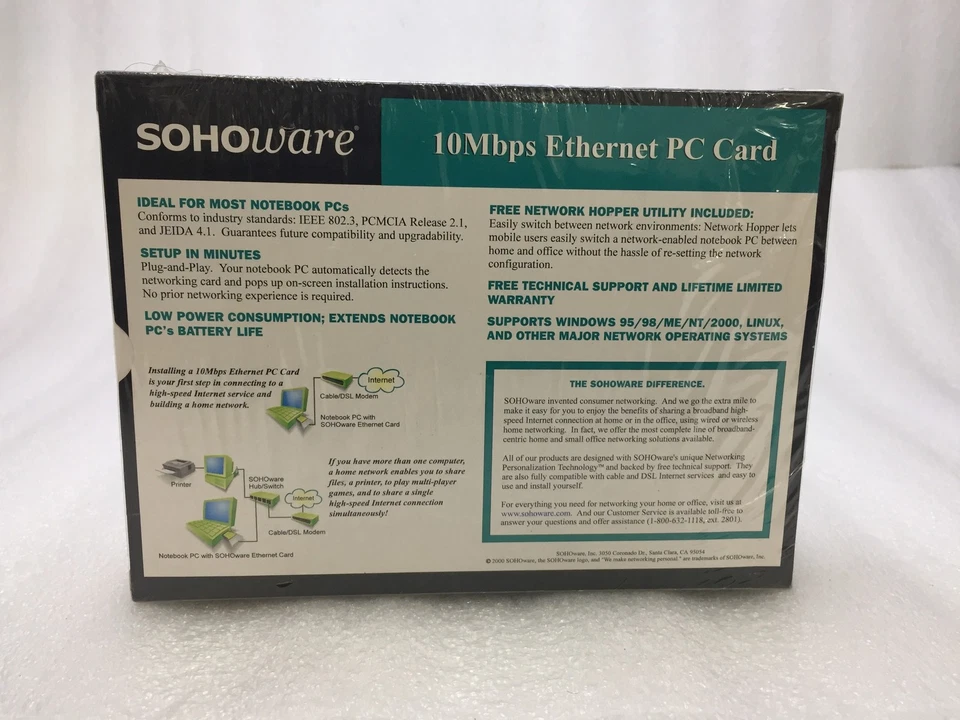 SOHOware®
10Mbps Ethernet PC Card
IDEAL FOR MOST NOTEBOOK PCs
Conforms to industry standards: IEEE 802.3, PCMCIA Release 2.1,
and JEIDA 4.1. Guarantees future compatibility and upgradability.
SETUP IN MINUTES
Plug-and-Play. Your notebook PC automatically detects the
networking card and pops up on-screen installation instructions.
No prior networking experience is required.
LOW POWER CONSUMPTION; EXTENDS NOTEBOOK
PC's BATTERY LIFE
Installing a 10Mbps Ethernet PC Card
is your first step in connecting to a
high-speed Internet service and
building a home network.
Internet
Cable/DSL Modem
Notebook PC with
SOHOware Ethernet Card
Printer
SOHOware
Hub/Switch
Internet
Cable/DSL Modem
Notebook PC with SOHOware Ethernet Card
If you have more than one computer,
a home network enables you to share
files, a printer, to play multi-player
games, and to share a single
high-speed Internet connection
simultaneously!
FREE NETWORK HOPPER UTILITY INCLUDED:
Easily switch between network environments: Network Hopper lets
mobile users easily switch a network-enabled notebook PC between
home and office without the hassle of re-setting the network
configuration.
FREE TECHNICAL SUPPORT AND LIFETIME LIMITED
WARRANTY
SUPPORTS WINDOWS 95/98/ME/NT/2000, LINUX,
AND OTHER MAJOR NETWORK OPERATING SYSTEMS
THE SOHOWARE DIFFERENCE.
SOHOware invented consumer networking. And we go the extra mile to
make it easy for you to enjoy the benefits of sharing a broadband high-
speed Internet connection at home or in the office, using wired or wireless
home networking. In fact, we offer the most complete line of broadband-
centric home and small office networking solutions available.
All of our products are designed with SOHOware's unique Networking
Personalization Technology™ and backed by free technical support. They
are also fully compatible with cable and DSL Internet services and easy to
use and install yourself.
For everything you need for networking your home or office, visit us at
www.sohoware.com. And our Customer Service is available toll-free to
answer your questions and offer assistance (1-800-632-1118, ext. 2801).
SOHOware, Inc. 3050 Coronado Dr., Santa Clara, CA 95054
© 2000 SOHOware, the SOHOware logo, and "We make networking personal." are trademarks of SOHOware, Inc.